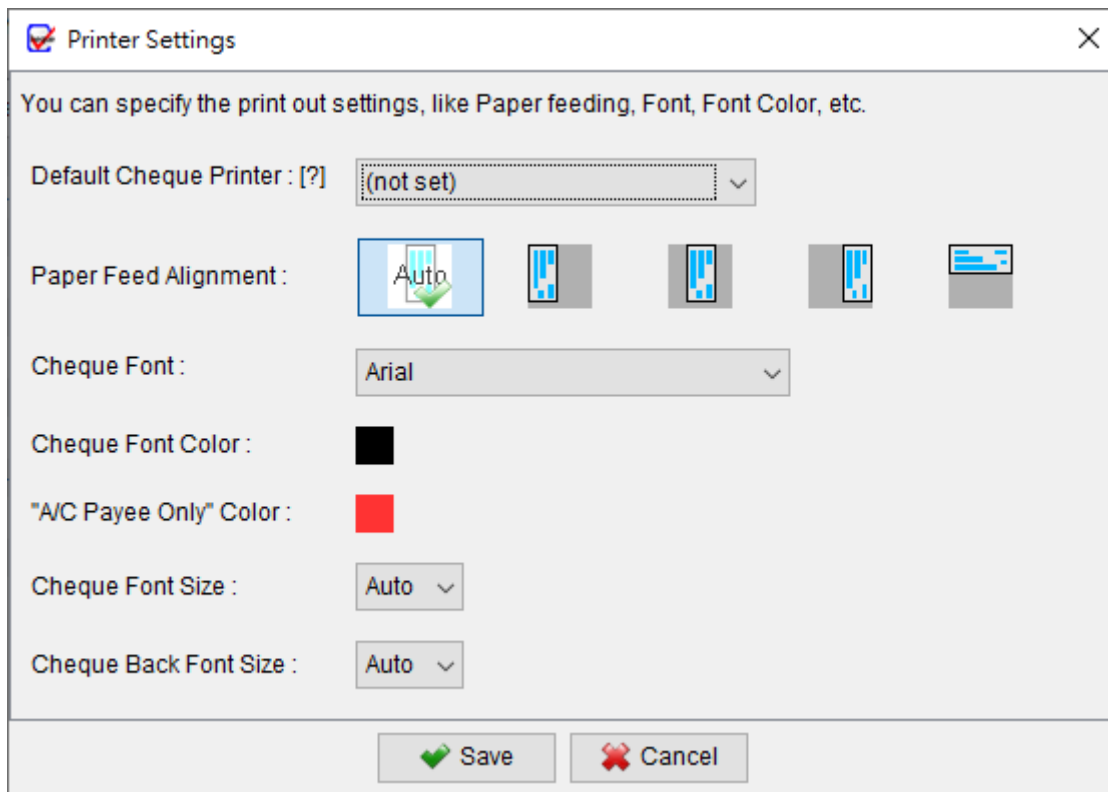 Printer Settings
You can specify the print out settings, like Paper feeding, Font, Font Color, etc.
Default Cheque Printer : [?] (not set)
Paper Feed Alignment : Auto
Cheque Font : Arial
Cheque Font Color :
"A/C Payee Only" Color :
Cheque Font Size : Auto
Cheque Back Font Size : Auto
Save Cancel